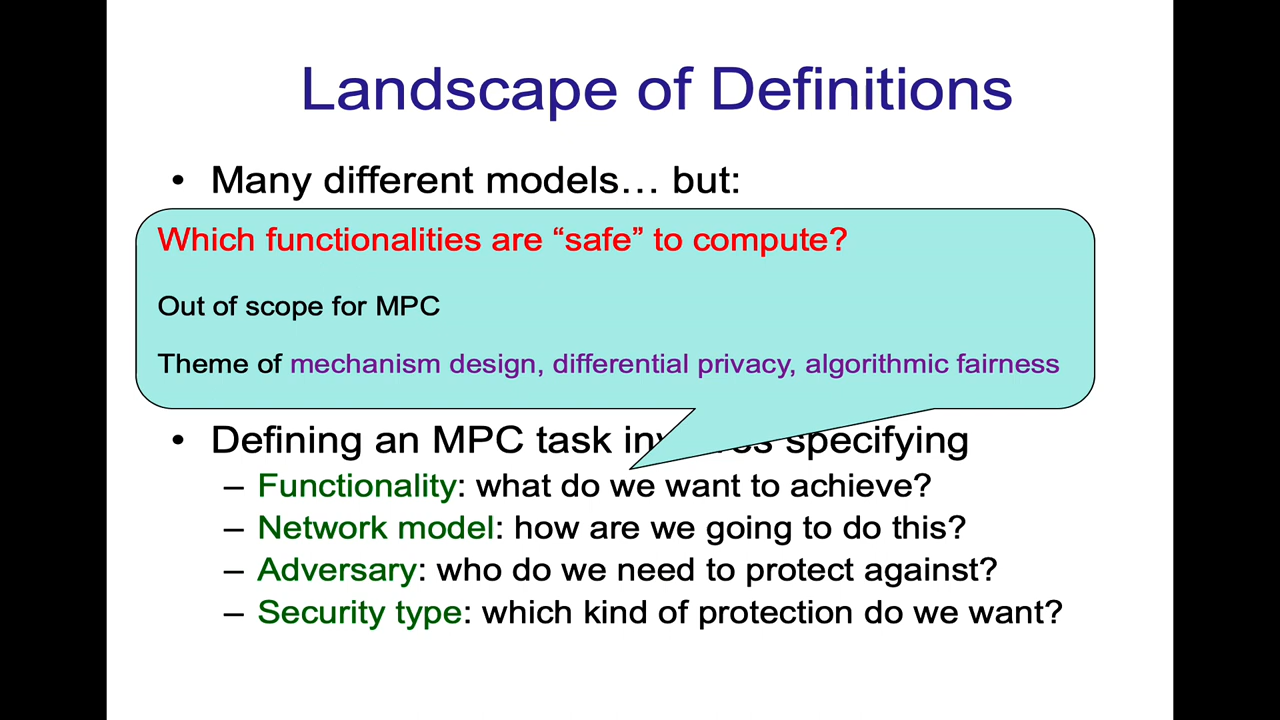 Landscape of Definitions
• Many different models… but:
Which functionalities are “safe” to compute?
Out of scope for MPC
Theme of mechanism design, differential privacy, algorithmic fairness
• Defining an MPC task specifying
– Functionality: what do we want to achieve?
– Network model: how are we going to do this?
– Adversary: who do we need to protect against?
– Security type: which kind of protection do we want?